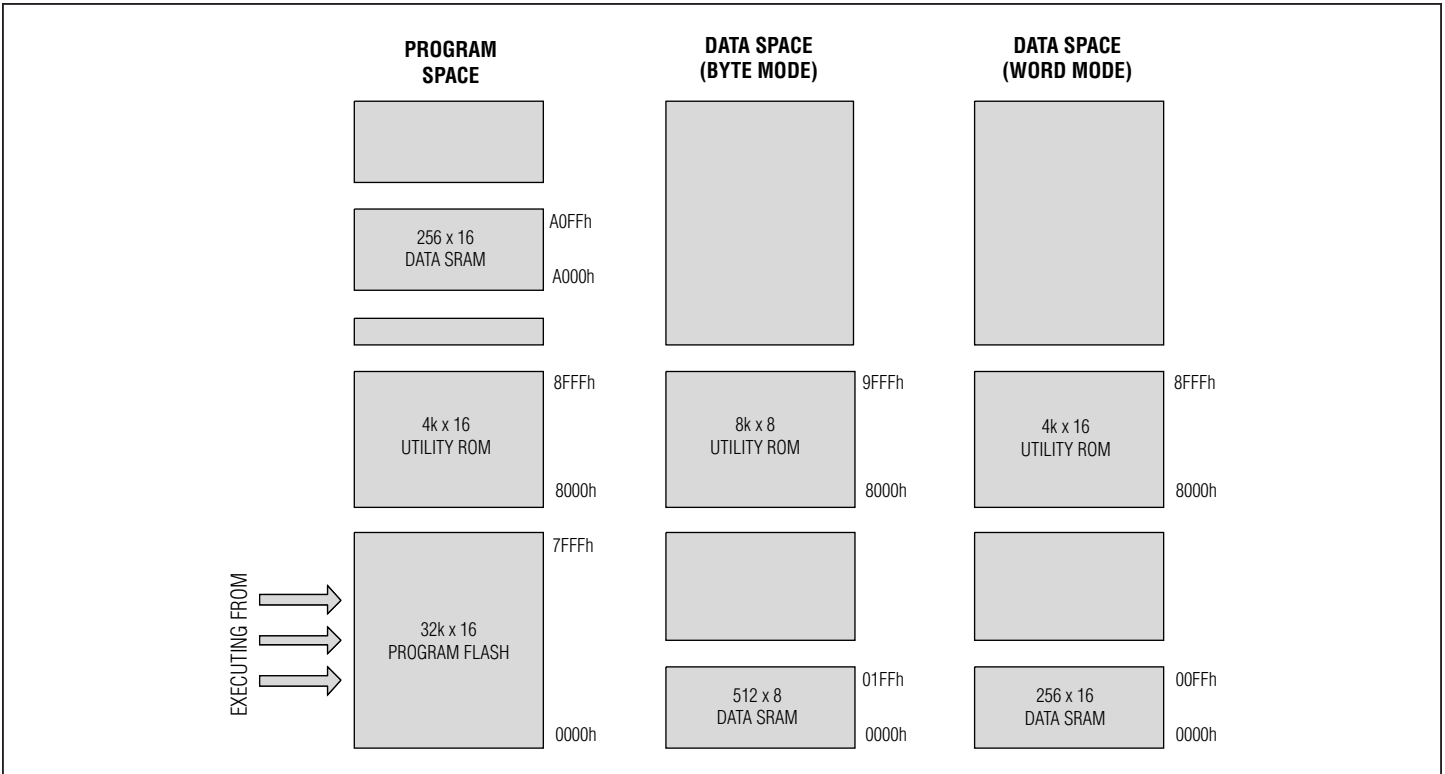 PROGRAM
SPACE
DATA SPACE
(BYTE MODE)
DATA SPACE
(WORD MODE)
A0FFh
256 x 16
DATA SRAM
A000h
8FFFh
4k x 16
UTILITY ROM
8000h
9FFFh
8k x 8
UTILITY ROM
8000h
8FFFh
4k x 16
UTILITY ROM
8000h
EXECUTING FROM
7FFFh
32k x 16
PROGRAM FLASH
0000h
01FFh
512 x 8
DATA SRAM
0000h
00FFh
256 x 16
DATA SRAM
0000h